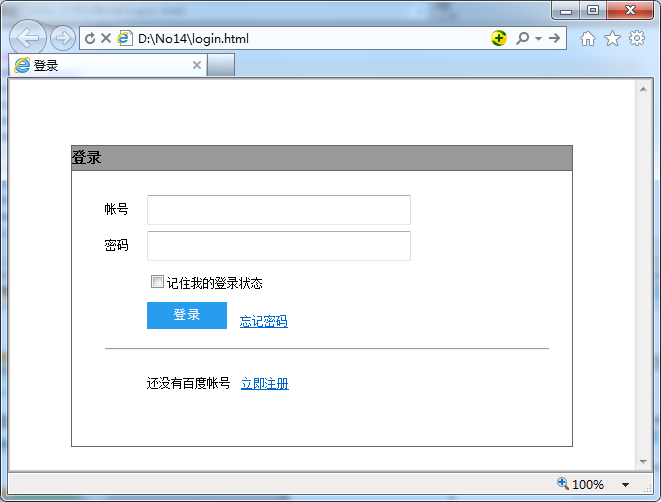 D:\No14\login.html
登录
登录
帐号
密码
记住我的登录状态
登录 忘记密码
还没有百度帐号 立即注册
100%